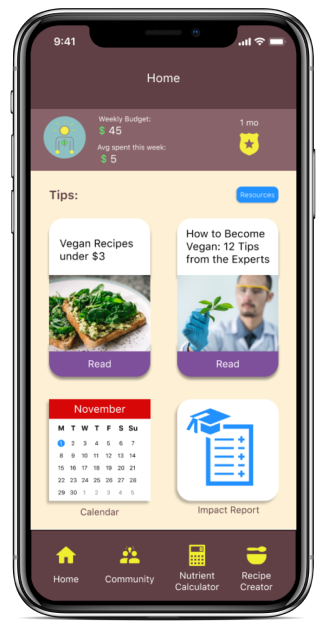 9:41
Home
Weekly Budget:
$ 45
Avg spent this week:
$ 5
1 mo
Tips:
Resources
Vegan Recipes
under $3
Read
How to Become
Vegan: 12 Tips
from the Experts
Read
November
M T W T F S Su
1 2 3 4 5 6 7
8 9 10 11 12 13 14
15 16 17 18 19 20 21
22 23 24 25 26 27 28
29 30 1 2 3 4 5
Calendar
Impact Report
Home
Community
Nutrient
Calculator
Recipe
Creator